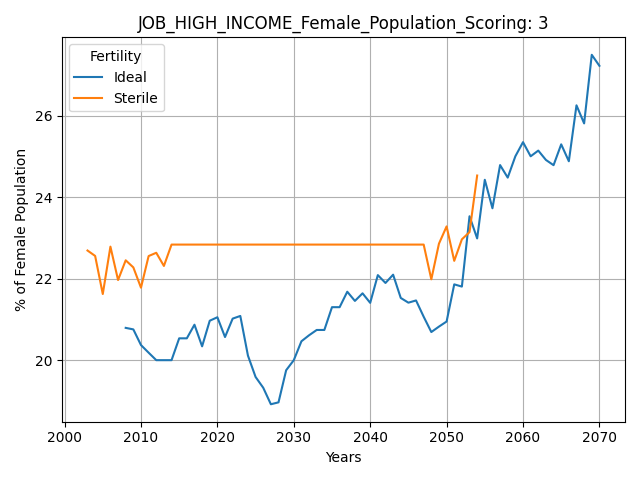 JOB_HIGH_INCOME_Female_Population_Scoring: 3
Fertility
Ideal
Sterile
% of Female Population
26
24
22
20
2000 2010 2020 2030 2040 2050 2060 2070
Years